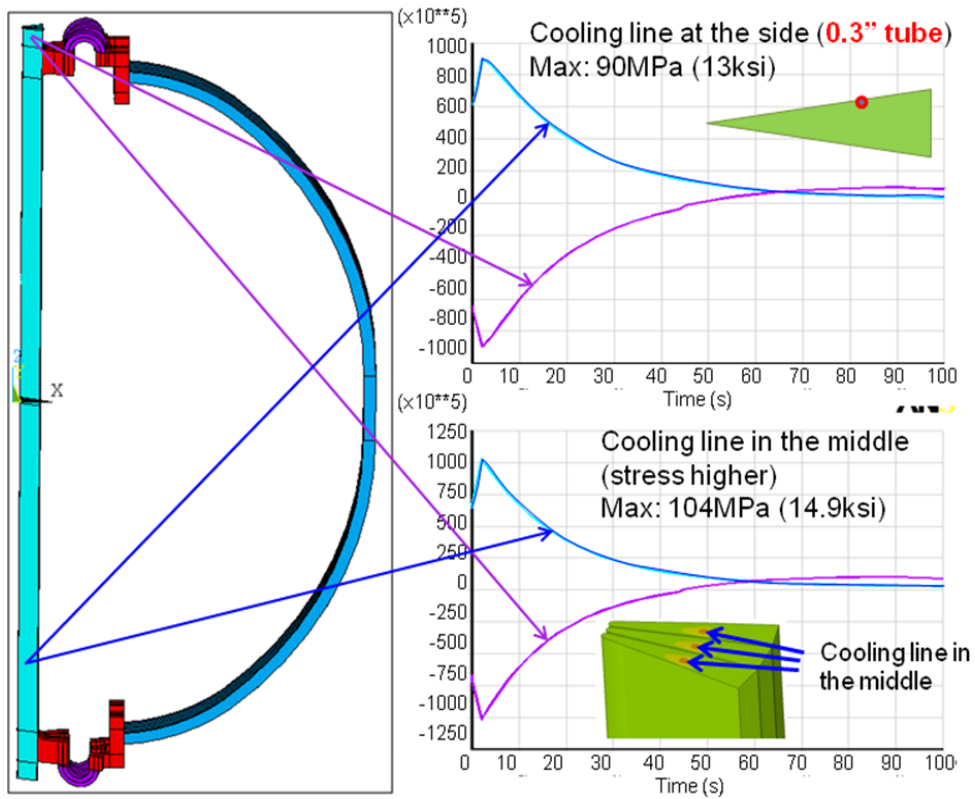 (x10**5)
Cooling line at the side (0.3" tube)
Max: 90MPa (13ksi)
1000
800
600
400
200
0
-200
-400
-600
-800
-1000
0 10 20 30 40 50 60 70 80 90 100
Time (s)
X
(x10**5)
Cooling line in the middle
(stress higher)
Max: 104MPa (14.9ksi)
1250
1000
750
500
250
0
-250
-500
-750
-1000
-1250
Cooling line in
the middle
0 10 20 30 40 50 60 70 80 90 100
Time (s)